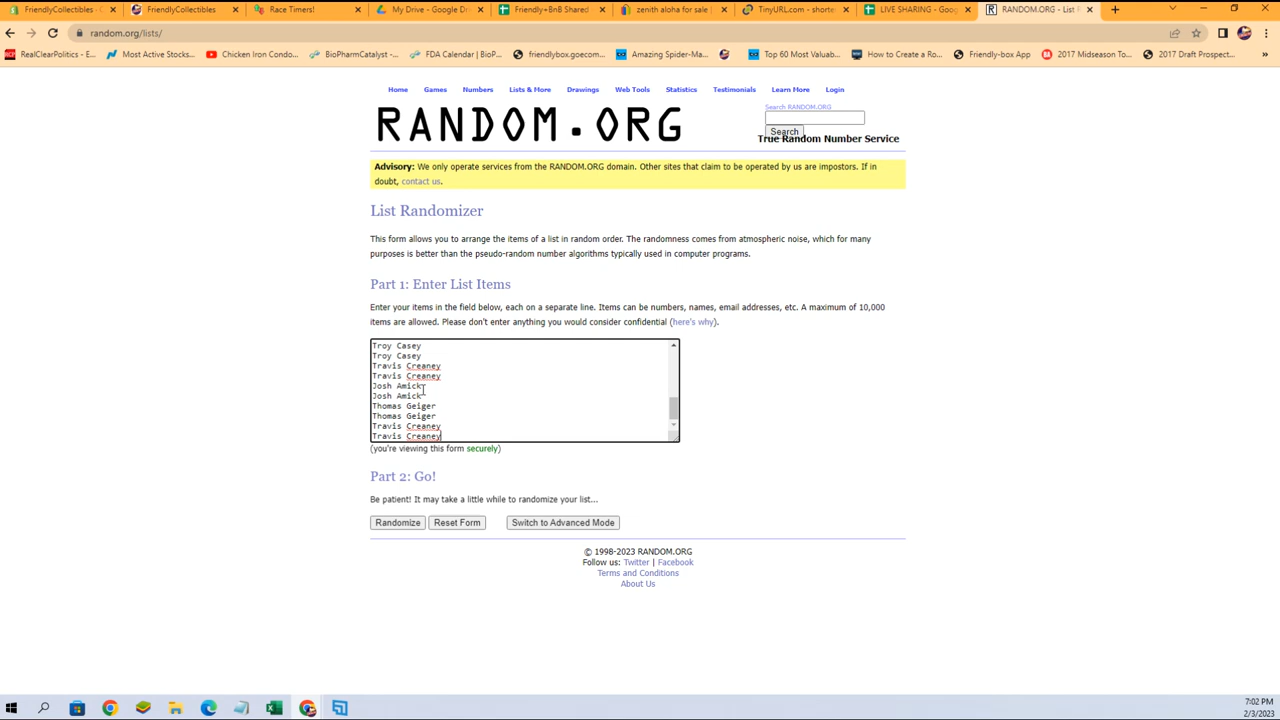 FriendlyCollectibles - C
FriendlyCollectibles
Race Timers!
My Drive - Google D
Friendly+BnB Shared
zenith aloha for sale |
TinyURL.com - shorte
LIVE SHARING - Goog
RANDOM.ORG - List R
random.org/lists/
RealClearPolitics - E...
Most Active Stocks...
Chicken Iron Condo...
BioPharmCatalyst -...
FDA Calendar | BioP...
friendlybox.goecom...
Amazing Spider-Ma...
Top 60 Most Valuab...
How to Create a Ro...
Friendly-box App
2017 Midseason To...
2017 Draft Prospect...
Home Games Numbers Lists & More Drawings Web Tools Statistics Testimonials Learn More Login
RANDOM.ORG
Search RANDOM.ORG
Search
True Random Number Service
Advisory: We only operate services from the RANDOM.ORG domain. Other sites that claim to be operated by us are impostors. If in
doubt, contact us.
List Randomizer
This form allows you to arrange the items of a list in random order. The randomness comes from atmospheric noise, which for many
purposes is better than the pseudo-random number algorithms typically used in computer programs.
Part 1: Enter List Items
Enter your items in the field below, each on a separate line. Items can be numbers, names, email addresses, etc. A maximum of 10,000
items are allowed. Please don't enter anything you would consider confidential (here's why).
Troy Casey
Troy Casey
Travis Creaney
Travis Creaney
Josh Amick
Josh Amick
Thomas Geiger
Thomas Geiger
Travis Creaney
Travis Creaney
(you're viewing this form securely)
Part 2: Go!
Be patient! It may take a little while to randomize your list...
Randomize Reset Form Switch to Advanced Mode
© 1998-2023 RANDOM.ORG
Follow us: Twitter | Facebook
Terms and Conditions
About Us
7:02 PM
2/3/2023